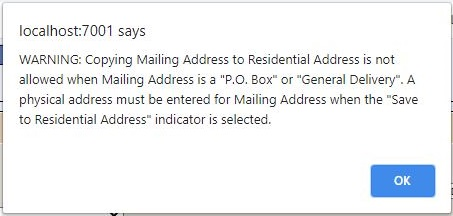 localhost:7001 says
WARNING: Copying Mailing Address to Residential Address is not
allowed when Mailing Address is a "P.O. Box" or "General Delivery". A
physical address must be entered for Mailing Address when the "Save
to Residential Address" indicator is selected.
OK